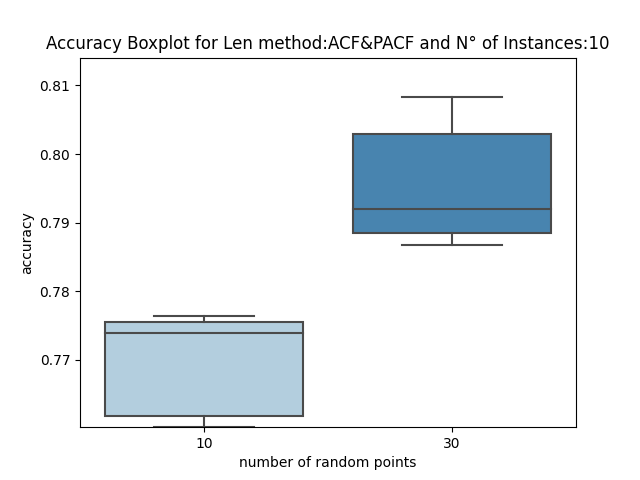 Accuracy Boxplot for Len method:ACF&PACF and N° of Instances:10
0.81
0.80
0.79
0.78
0.77
accuracy
10
30
number of random points